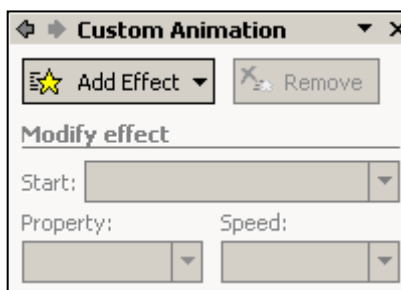 Custom Animation
Add Effect Remove
Modify effect
Start:
Property: Speed: